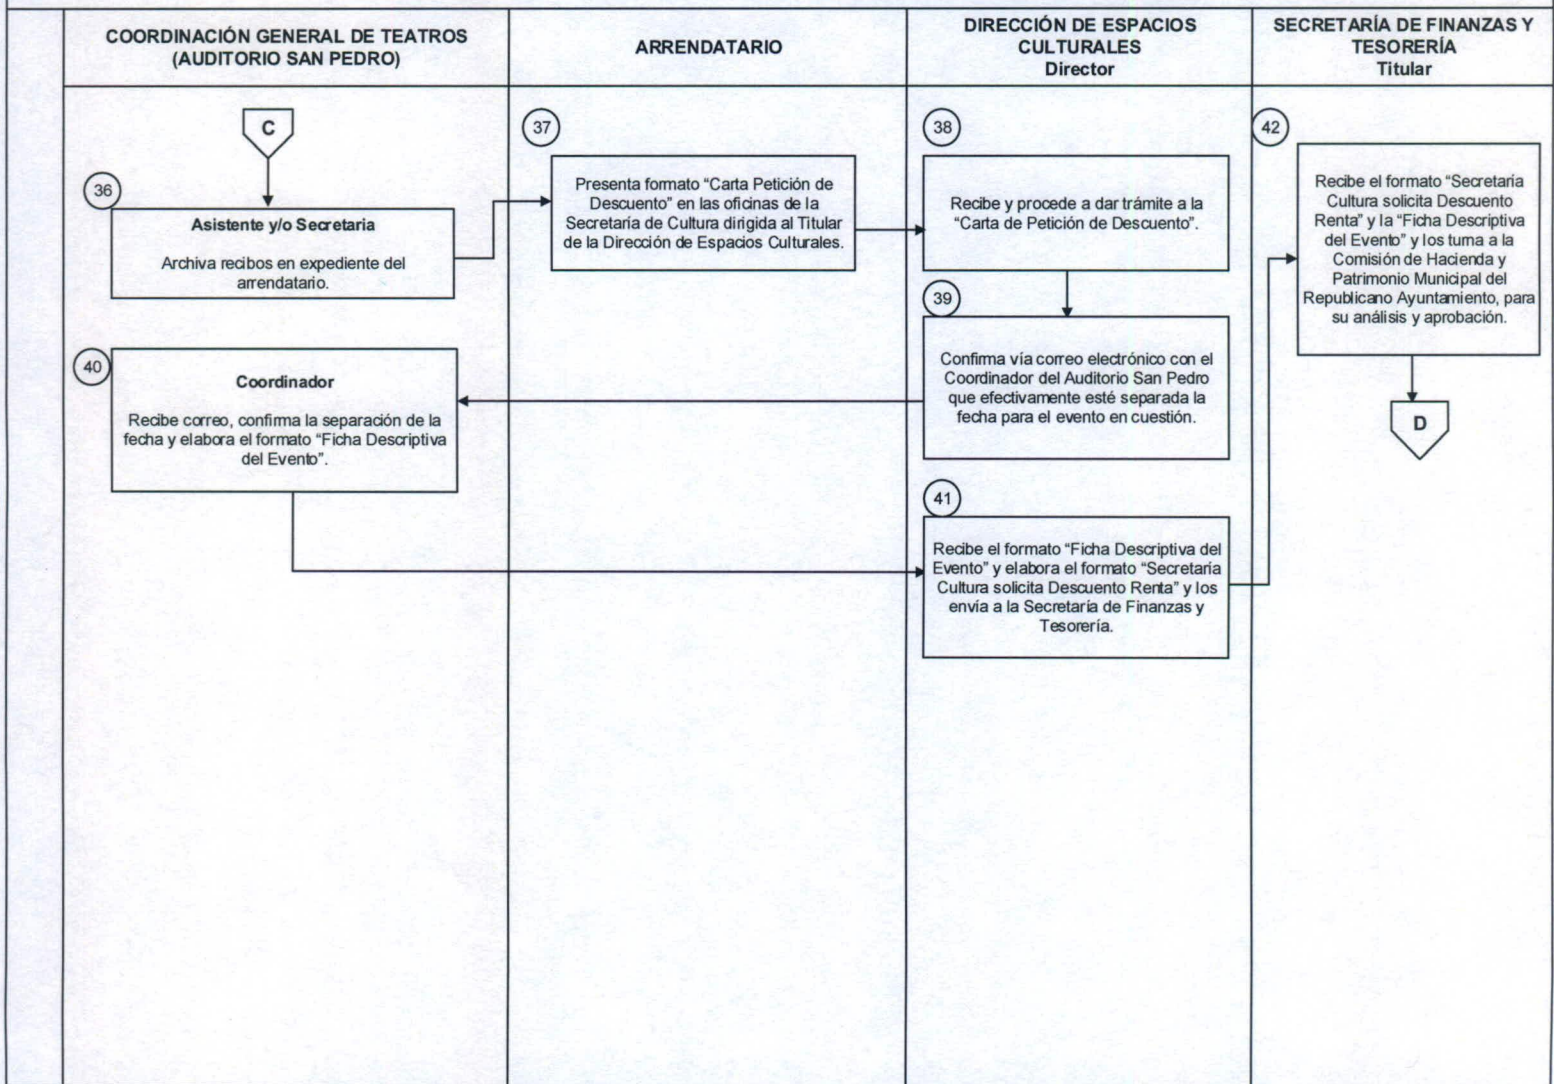 COORDINACIÓN GENERAL DE TEATROS
(AUDITORIO SAN PEDRO)
ARRENDATARIO
DIRECCIÓN DE ESPACIOS
CULTURALES
Director
SECRETARÍA DE FINANZAS Y
TESORERÍA
Titular
C
36
Asistente y/o Secretaria
Archiva recibos en expediente del
arrendatario.
37
Presenta formato “Carta Petición de
Descuento” en las oficinas de la
Secretaría de Cultura dirigida al Titular
de la Dirección de Espacios Culturales.
38
Recibe y procede a dar trámite a la
“Carta de Petición de Descuento”.
39
Confirma vía correo electrónico con el
Coordinador del Auditorio San Pedro
que efectivamente esté separada la
fecha para el evento en cuestión.
40
Coordinador
Recibe correo, confirma la separación de la
fecha y elabora el formato “Ficha Descriptiva
del Evento”.
41
Recibe el formato “Ficha Descriptiva del
Evento” y elabora el formato “Secretaría
Cultura solicita Descuento Renta” y los
envía a la Secretaría de Finanzas y
Tesorería.
42
Recibe el formato “Secretaría
Cultura solicita Descuento
Renta” y la “Ficha Descriptiva
del Evento” y los turna a la
Comisión de Hacienda y
Patrimonio Municipal del
Republicano Ayuntamiento, para
su análisis y aprobación.
D